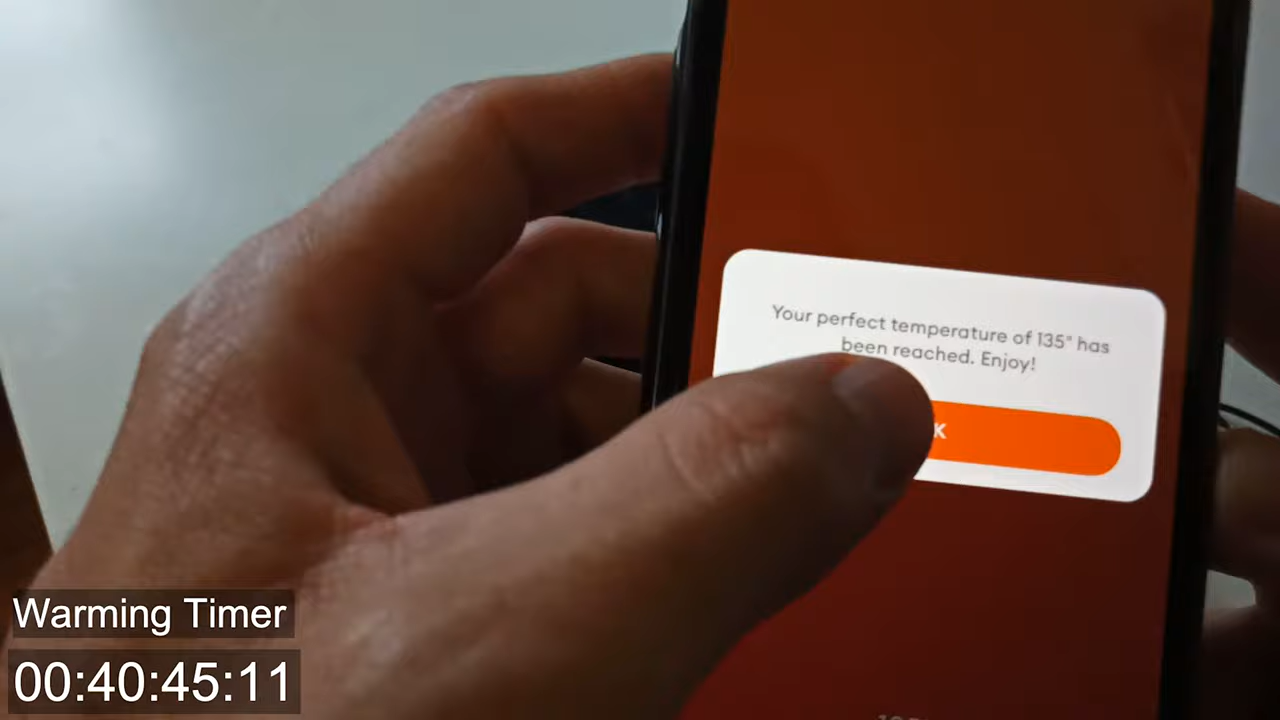 Your perfect temperature of 135° has
been reached. Enjoy!
K
Warming Timer
00:40:45:11